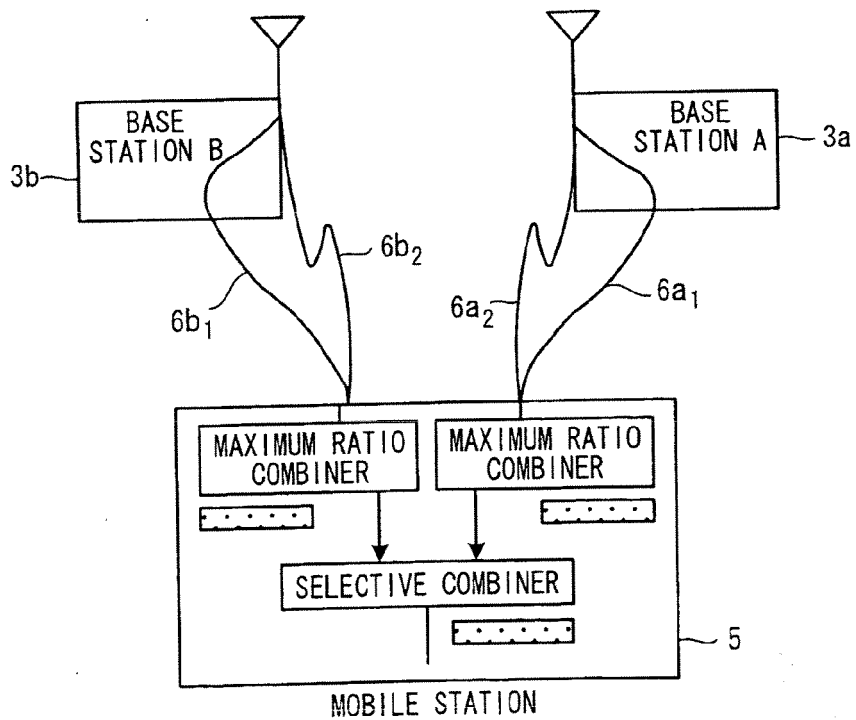 BASE
STATION B
3b
BASE
STATION A
3a
6b2
6b1
6a2
6a1
MAXIMUM RATIO
COMBINER
MAXIMUM RATIO
COMBINER
SELECTIVE COMBINER
5
MOBILE STATION